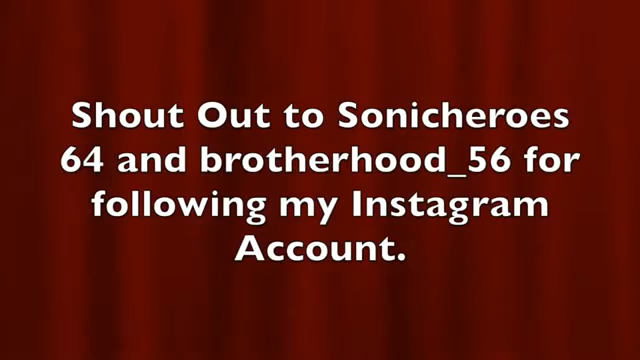 Shout Out to Sonicheroes
64 and brotherhood_56 for
following my Instagram
Account.